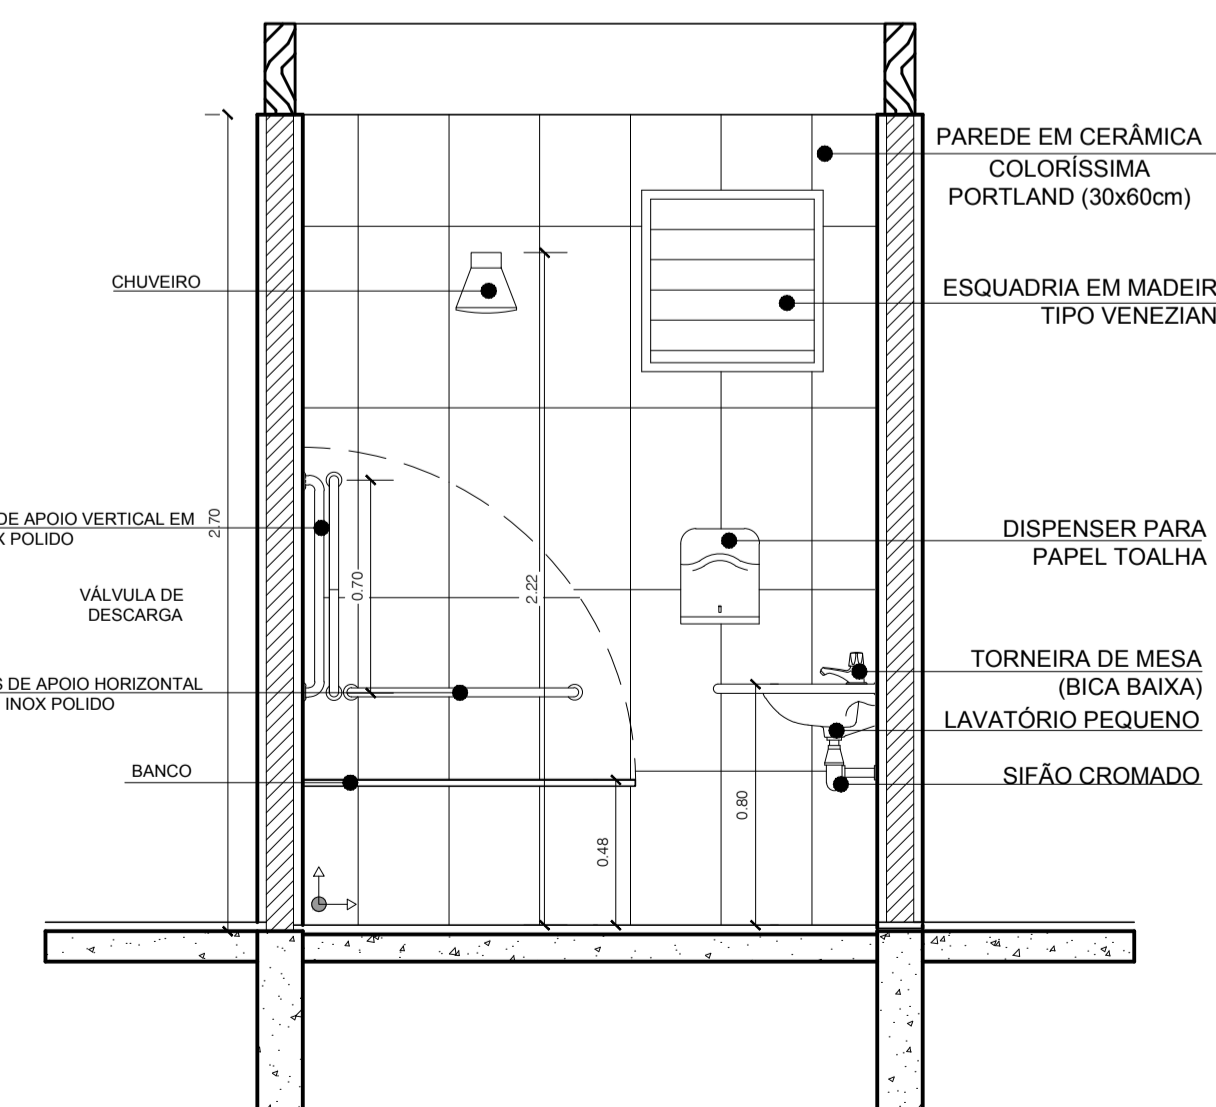 PAREDE EM CERÂMICA
COLORÍSSIMA
PORTLAND (30x60cm)
CHUVEIRO
ESQUADRIA EM MADEIR
TIPO VENEZIAN
DE APOIO VERTICAL EM
X POLIDO
2.70
DISPENSER PARA
PAPEL TOALHA
VÁLVULA DE
DESCARGA
0.70
2.22
TORNEIRA DE MESA
(BICA BAIXA)
S DE APOIO HORIZONTAL
INOX POLIDO
LAVATÓRIO PEQUENO
BANCO
SIFÃO CROMADO
0.80
0.48